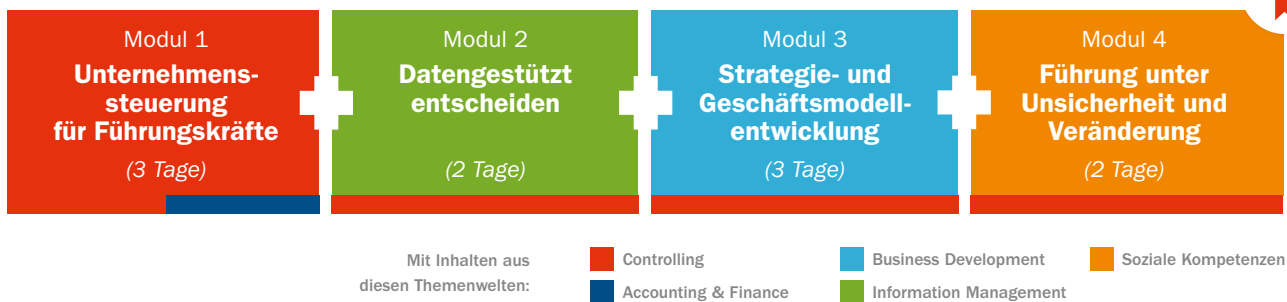 Modul 1
Unternehmens-
steuerung
für Führungskräfte
(3 Tage)
Modul 2
Datengestützt
entscheiden
(2 Tage)
Modul 3
Strategie- und
Geschäftsmodell-
entwicklung
(3 Tage)
Modul 4
Führung unter
Unsicherheit und
Veränderung
(2 Tage)
Mit Inhalten aus
diesen Themenwelten:
Controlling
Accounting & Finance
Business Development
Information Management
Soziale Kompetenzen